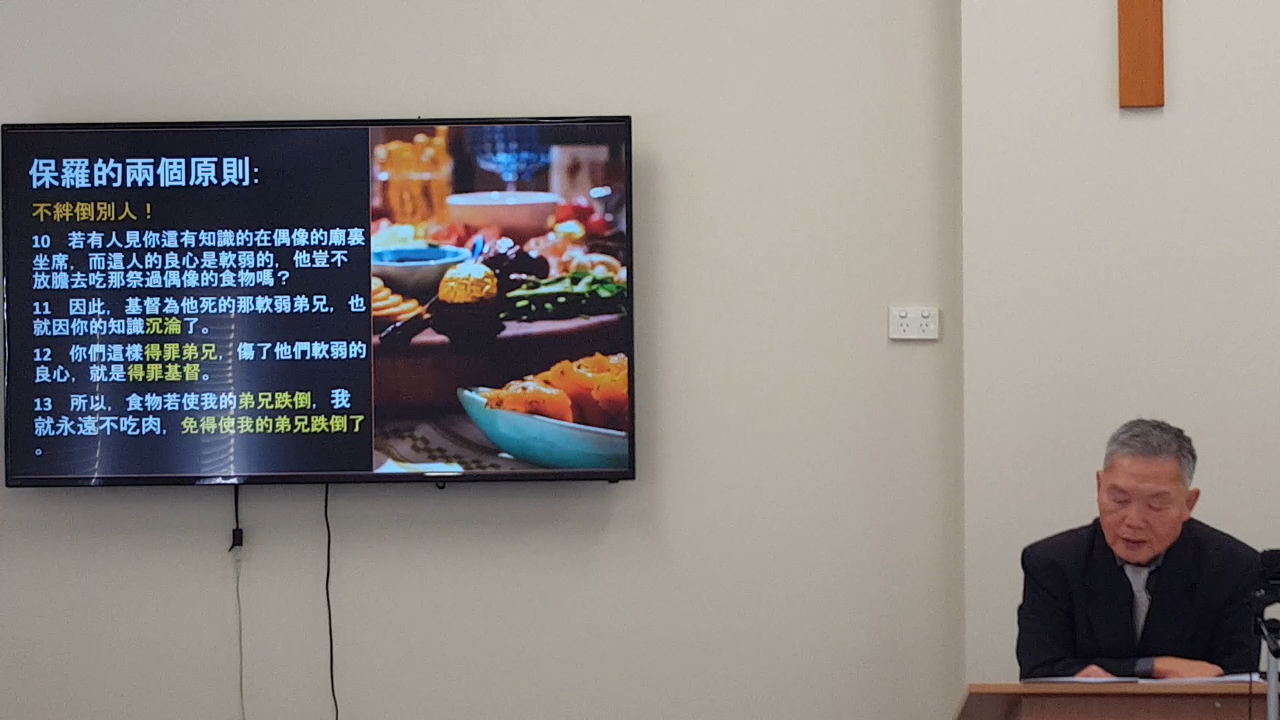 保羅的兩個原則:
不絆倒別人！
10 若有人見你這有知識的在偶像的廟裏
坐席，而這人的良心是軟弱的，他豈不
放膽去吃那祭過偶像的食物嗎？
11 因此，基督為他死的那軟弱弟兄，也
就因你的知識沉淪了。
12 你們這樣得罪弟兄，傷了他們軟弱的
良心，就是得罪基督。
13 所以，食物若使我的弟兄跌倒，我
就永遠不吃肉，免得使我的弟兄跌倒了
。